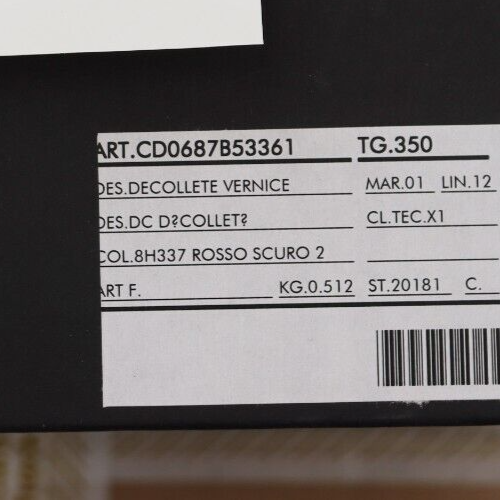 ART.CD0687B53361 TG.350
DES.DECOLLETE VERNICE MAR.01 LIN.12
DES.DC D?COLLET? CL.TEC.X1
COL.8H337 ROSSO SCURO 2
ART F. KG.0.512 ST.20181 C.